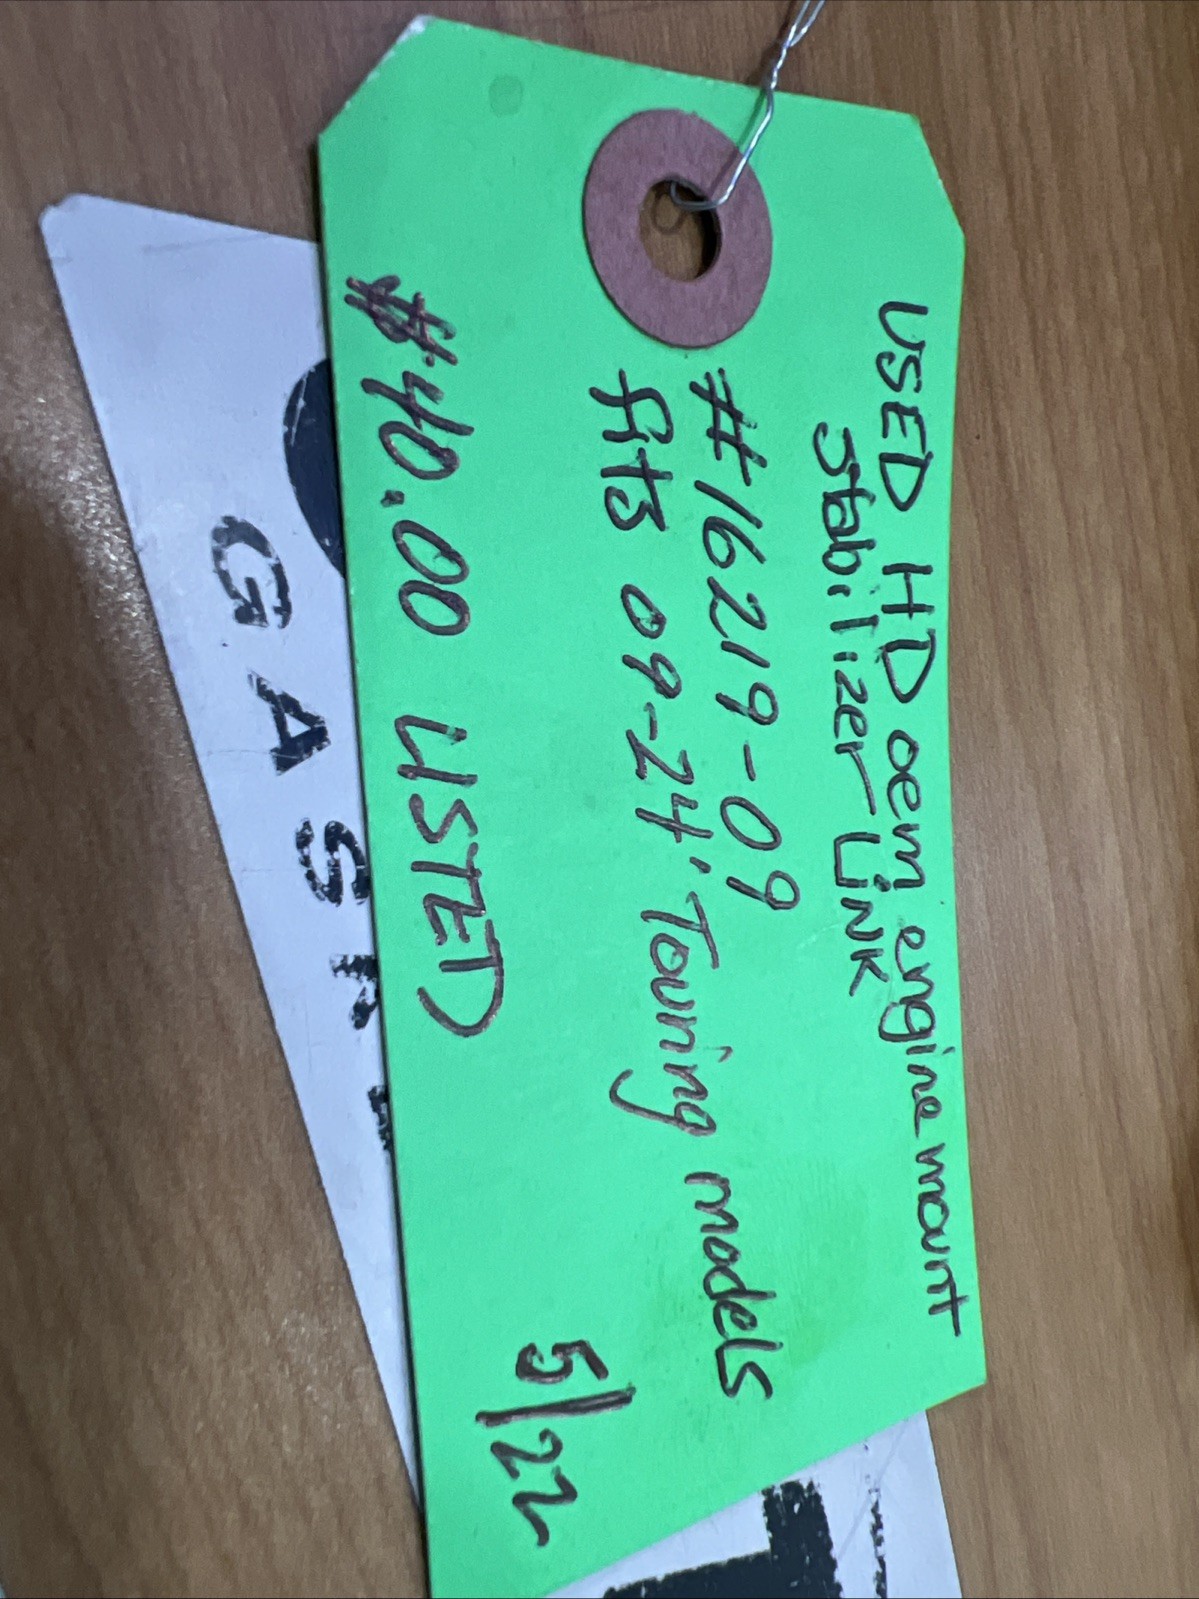 USED HD oem engine mount
Stabilizer Link
#16219-09
fits 09-24' Touring models
$40.00 LISTED
5/22